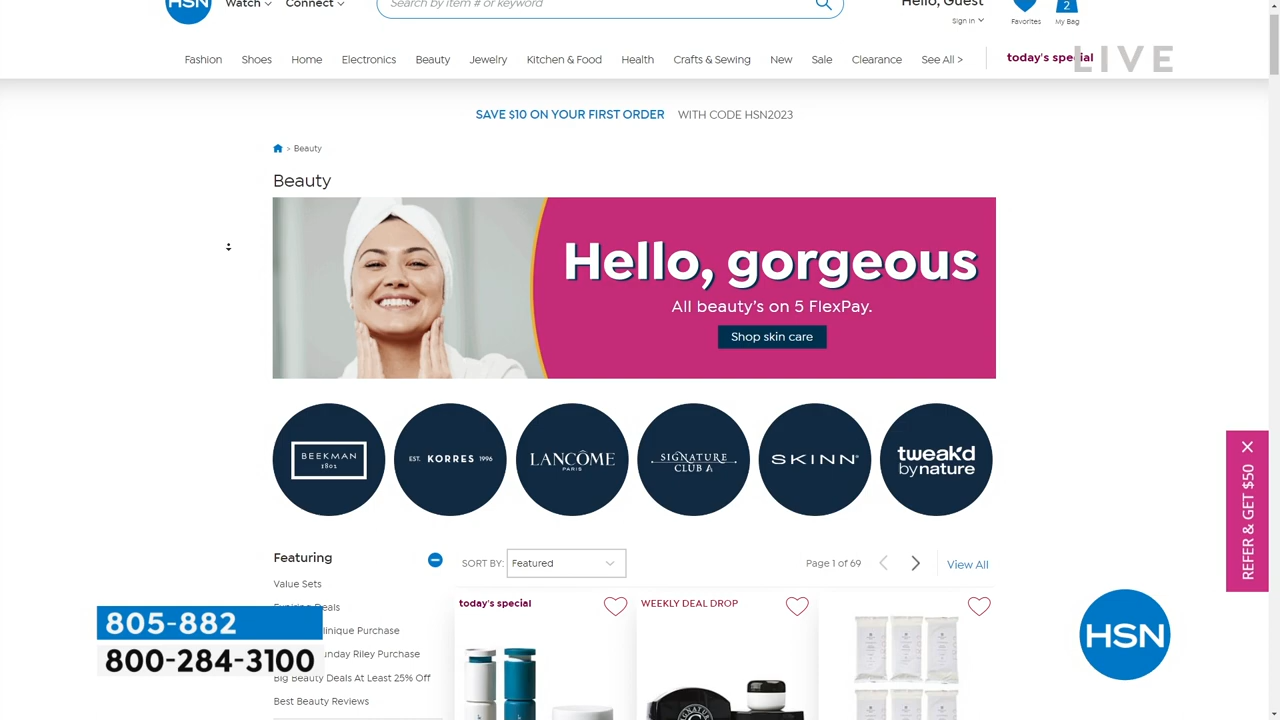 HSN
Watch
Connect
Search by item # or keyword
Hello, Guest
Sign In
Favorites
2
My Bag
Fashion Shoes Home Electronics Beauty Jewelry Kitchen & Food Health Crafts & Sewing New Sale Clearance See All >
today's special
LIVE
SAVE $10 ON YOUR FIRST ORDER WITH CODE HSN2023
> Beauty
Beauty
Hello, gorgeous
All beauty's on 5 FlexPay.
Shop skin care
BEEKMAN
1802
EST. KORRES 1996
LANCÔME
PARIS
SIGNATURE
CLUB A
SKINN
tweak'd
bynature
REFER & GET $50
Featuring
SORT BY: Featured
Page 1 of 69
View All
Value Sets
today's special
WEEKLY DEAL DROP
Deals
805-882
Clinique Purchase
Sunday Riley Purchase
800-284-3100
HSN
Big Beauty Deals At Least 25% Off
Best Beauty Reviews